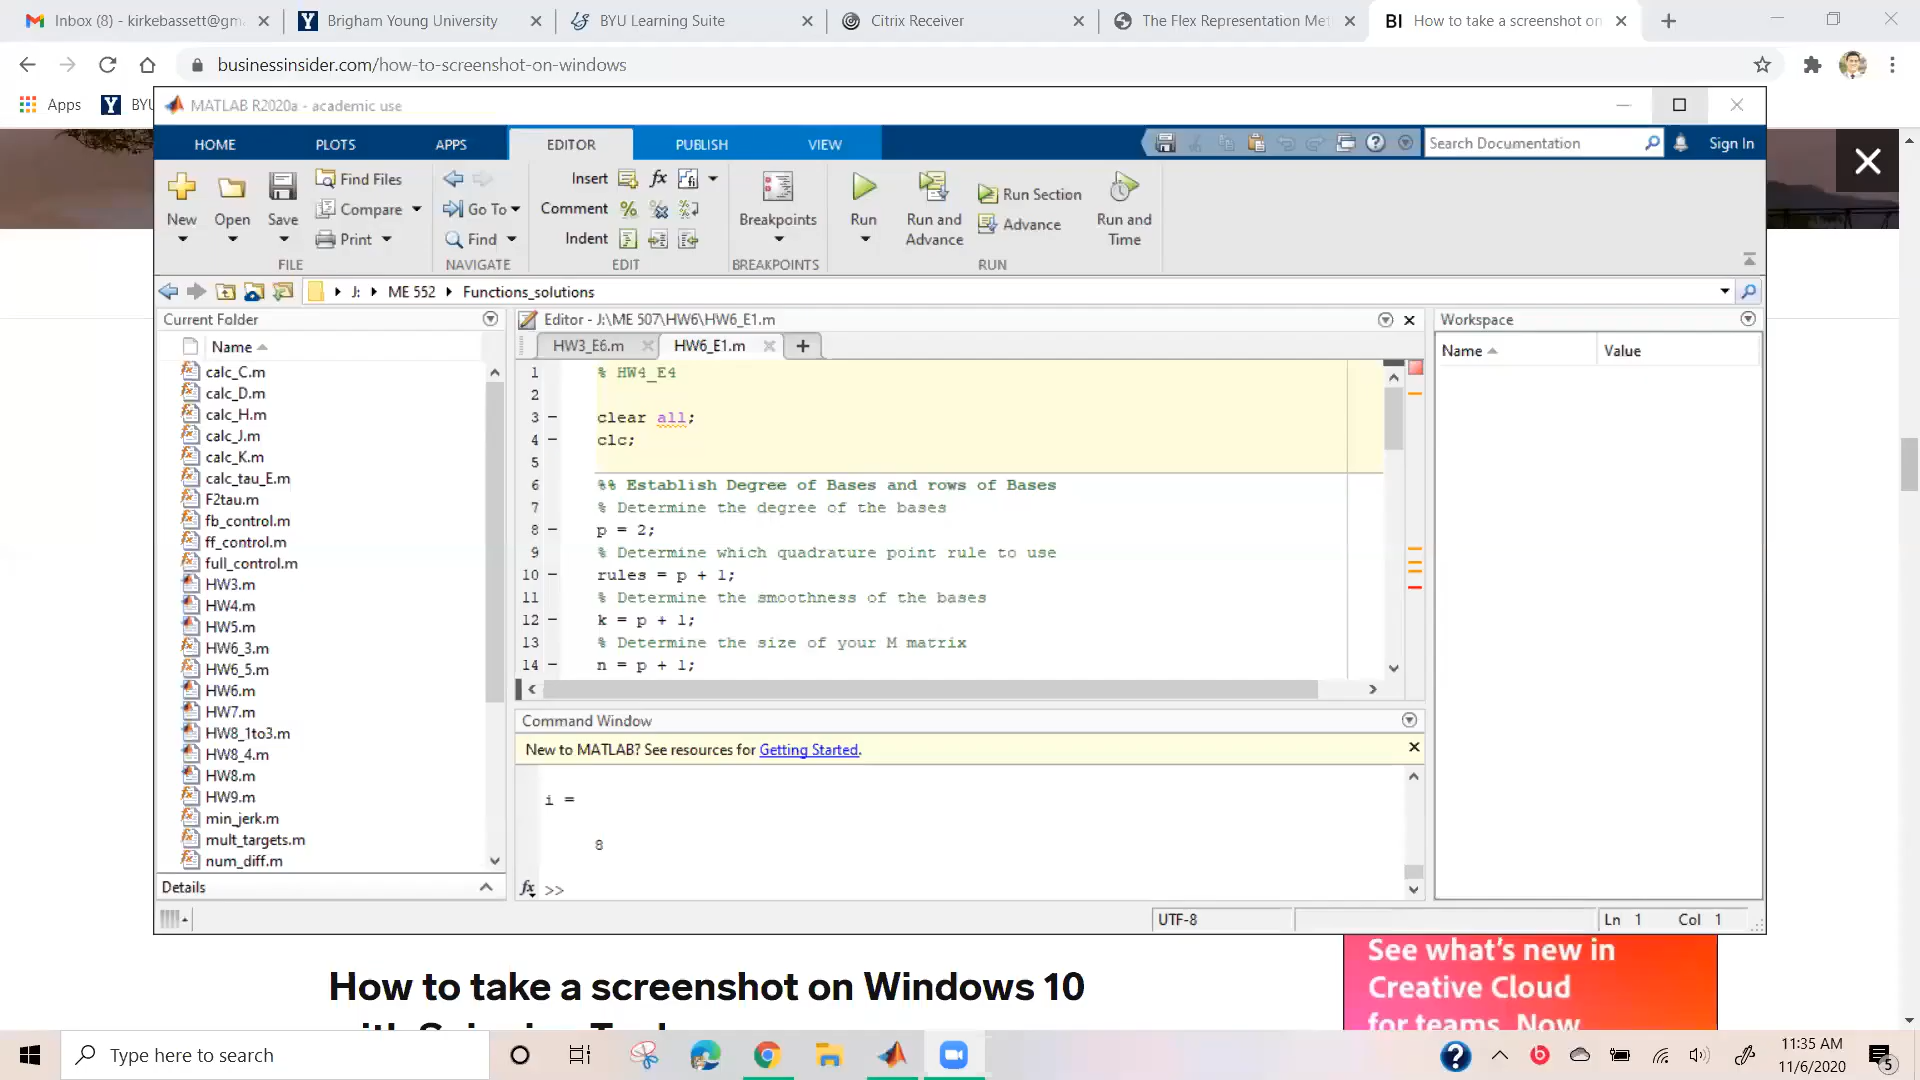 Inbox (8) - kirkebassett@gm
Brigham Young University
BYU Learning Suite
Citrix Receiver
The Flex Representation Met
BI How to take a screenshot on
businessinsider.com/how-to-screenshot-on-windows
Apps
BYU
MATLAB R2020a - academic use
HOME PLOTS APPS EDITOR PUBLISH VIEW
Search Documentation
Sign In
New Open Save
Find Files
Compare
Print
FILE
Go To
Find
NAVIGATE
Insert
Comment
Indent
EDIT
Breakpoints
BREAKPOINTS
Run
Run and Advance
Run Section
Advance
Run and Time
RUN
J: ME 552 Functions_solutions
Current Folder
Name
calc_C.m
calc_D.m
calc_H.m
calc_J.m
calc_K.m
calc_tau_E.m
F2tau.m
fb_control.m
ff_control.m
full_control.m
HW3.m
HW4.m
HW5.m
HW6_3.m
HW6_5.m
HW6.m
HW7.m
HW8_1to3.m
HW8_4.m
HW8.m
HW9.m
min_jerk.m
mult_targets.m
num_diff.m
Details
Editor - J:\ME 507\HW6\HW6_E1.m
HW3_E6.m HW6_E1.m
1 % HW4_E4
2
3 – clear all;
4 – clc;
5
6 %% Establish Degree of Bases and rows of Bases
7 % Determine the degree of the bases
8 – p = 2;
9 % Determine which quadrature point rule to use
10 – rules = p + 1;
11 % Determine the smoothness of the bases
12 – k = p + 1;
13 % Determine the size of your M matrix
14 – n = p + 1;
Command Window
New to MATLAB? See resources for Getting Started.
i =
8
fx >>
Workspace
Name Value
UTF-8
Ln 1 Col 1
How to take a screenshot on Windows 10
See what's new in
Creative Cloud
for teams. Now
Type here to search
11:35 AM
11/6/2020
5